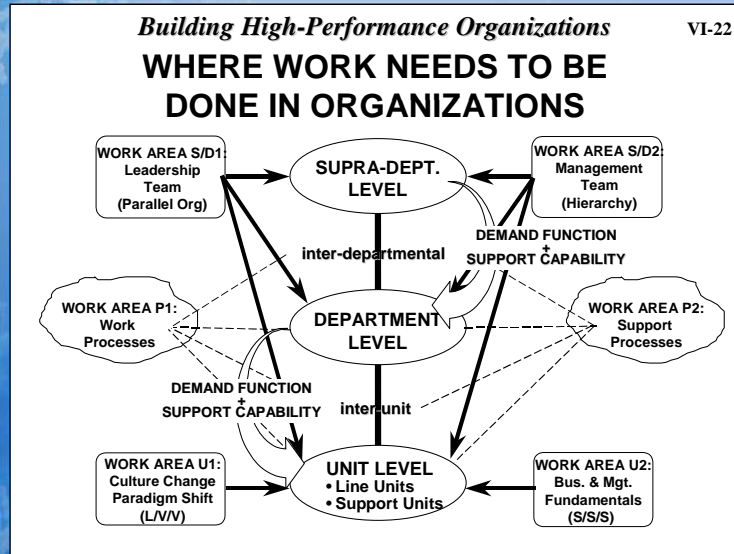 Building High-Performance Organizations
VI-22
WHERE WORK NEEDS TO BE
DONE IN ORGANIZATIONS
WORK AREA S/D1:
Leadership
Team
(Parallel Org)
SUPRA-DEPT.
LEVEL
WORK AREA S/D2:
Management
Team
(Hierarchy)
DEMAND FUNCTION
+
SUPPORT CAPABILITY
inter-departmental
WORK AREA P1:
Work
Processes
DEPARTMENT
LEVEL
WORK AREA P2:
Support
Processes
DEMAND FUNCTION
+
SUPPORT CAPABILITY
inter-unit
WORK AREA U1:
Culture Change
Paradigm Shift
(L/V/V)
UNIT LEVEL
• Line Units
• Support Units
WORK AREA U2:
Bus. & Mgt.
Fundamentals
(S/S/S)